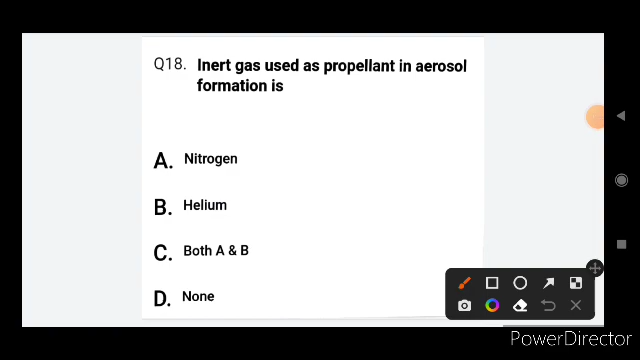 Q18. Inert gas used as propellant in aerosol
formation is
A. Nitrogen
B. Helium
C. Both A & B
D. None
PowerDirector